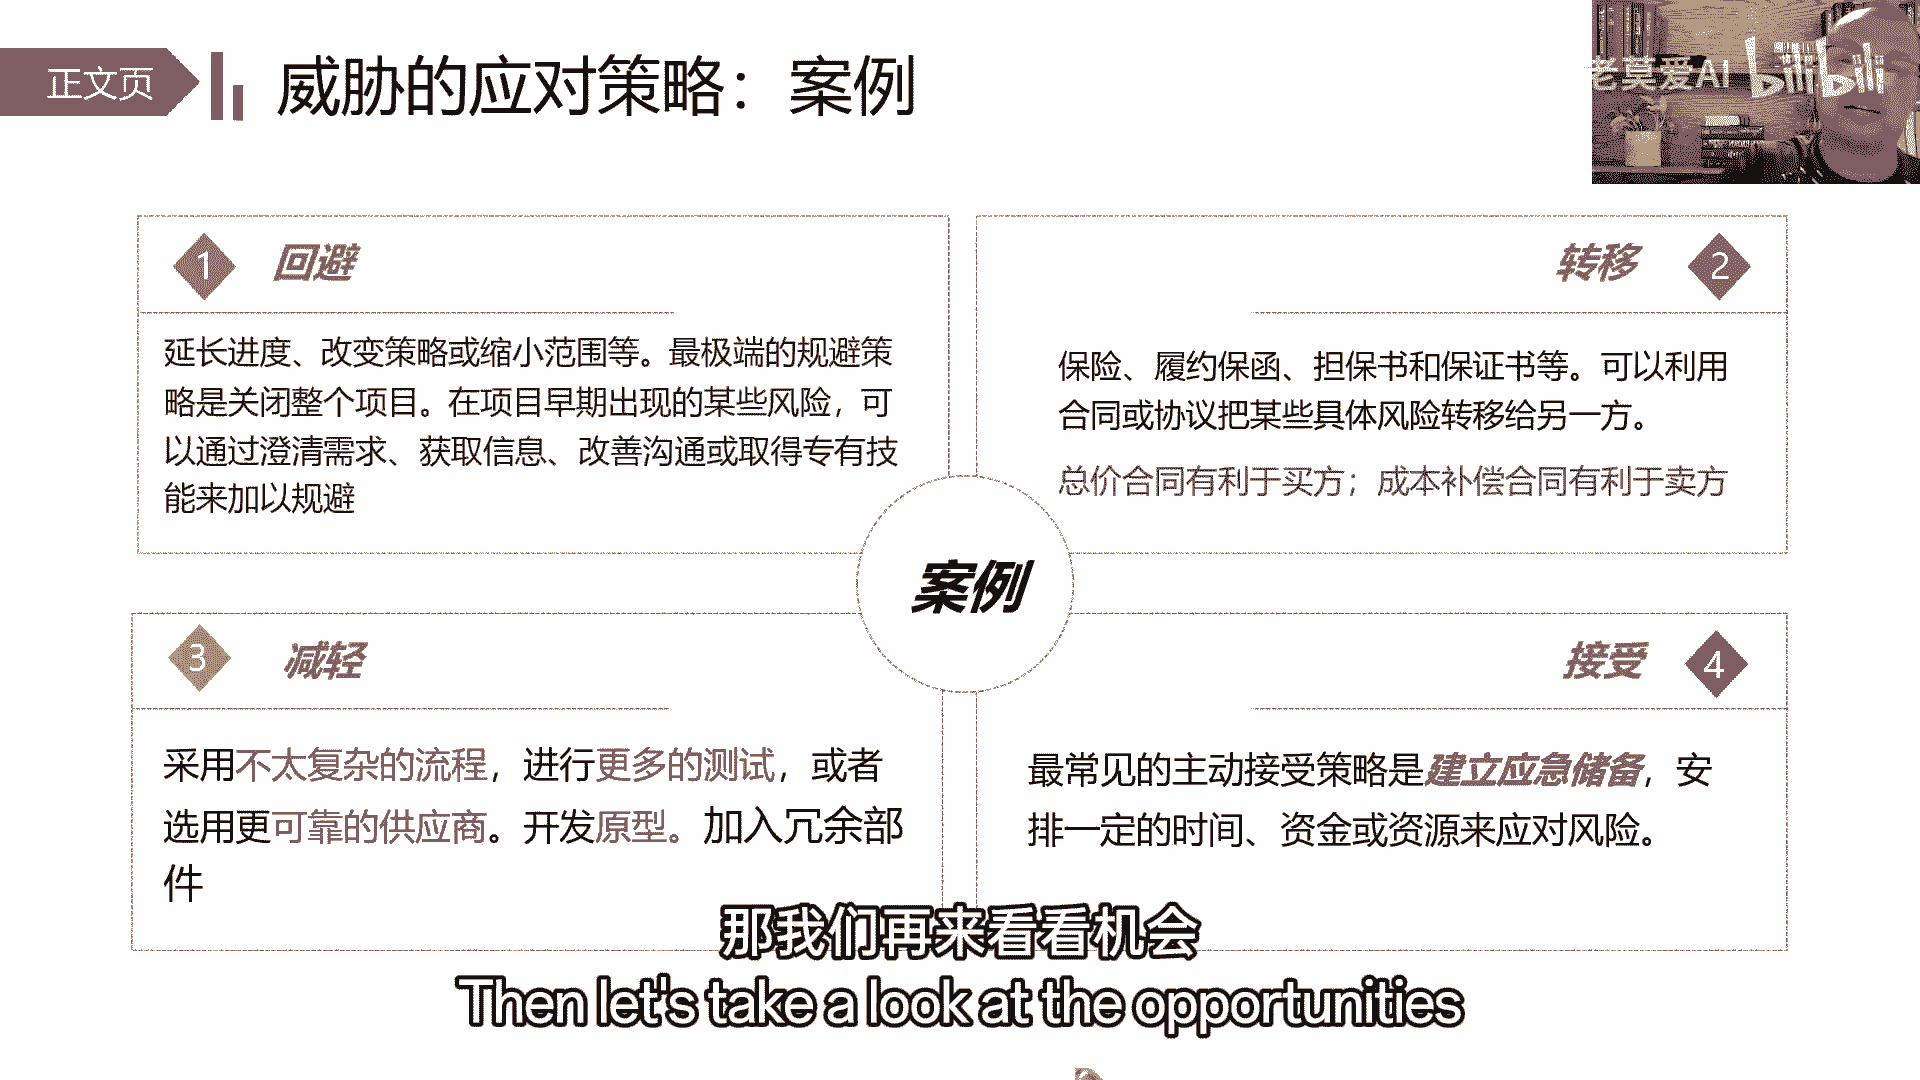 正文页
威胁的应对策略：案例
老莫爱AI
bilibili
1
回避
延长进度、改变策略或缩小范围等。最极端的规避策
略是关闭整个项目。在项目早期出现的某些风险，可
以通过澄清需求、获取信息、改善沟通或取得专有技
能来加以规避
转移
2
保险、履约保函、担保书和保证书等。可以利用
合同或协议把某些具体风险转移给另一方。
总价合同有利于买方；成本补偿合同有利于卖方
案例
3
减轻
采用不太复杂的流程，进行更多的测试，或者
选用更可靠的供应商。开发原型。加入冗余部
件
接受
4
最常见的主动接受策略是建立应急储备，安
排一定的时间、资金或资源来应对风险。
那我们再来看看机会
Then let's take a look at the opportunities